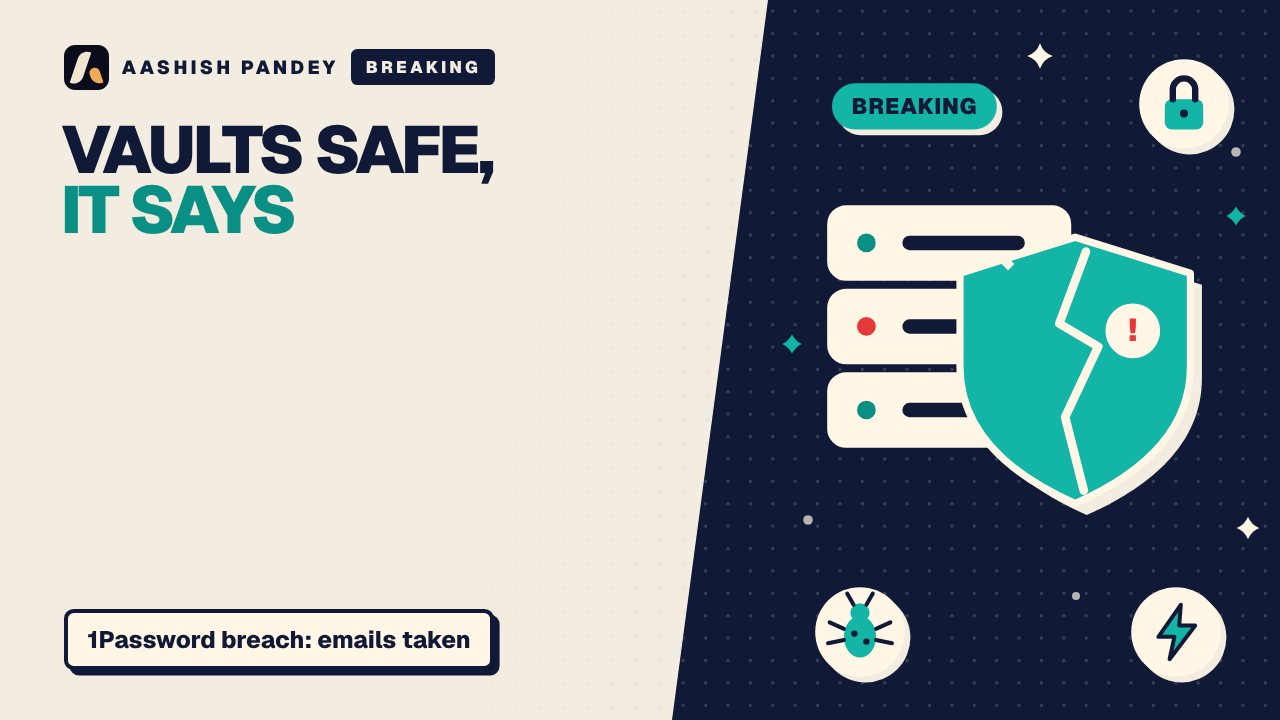 AASHISH PANDEY
BREAKING
VAULTS SAFE,
IT SAYS
1Password breach: emails taken
BREAKING
!